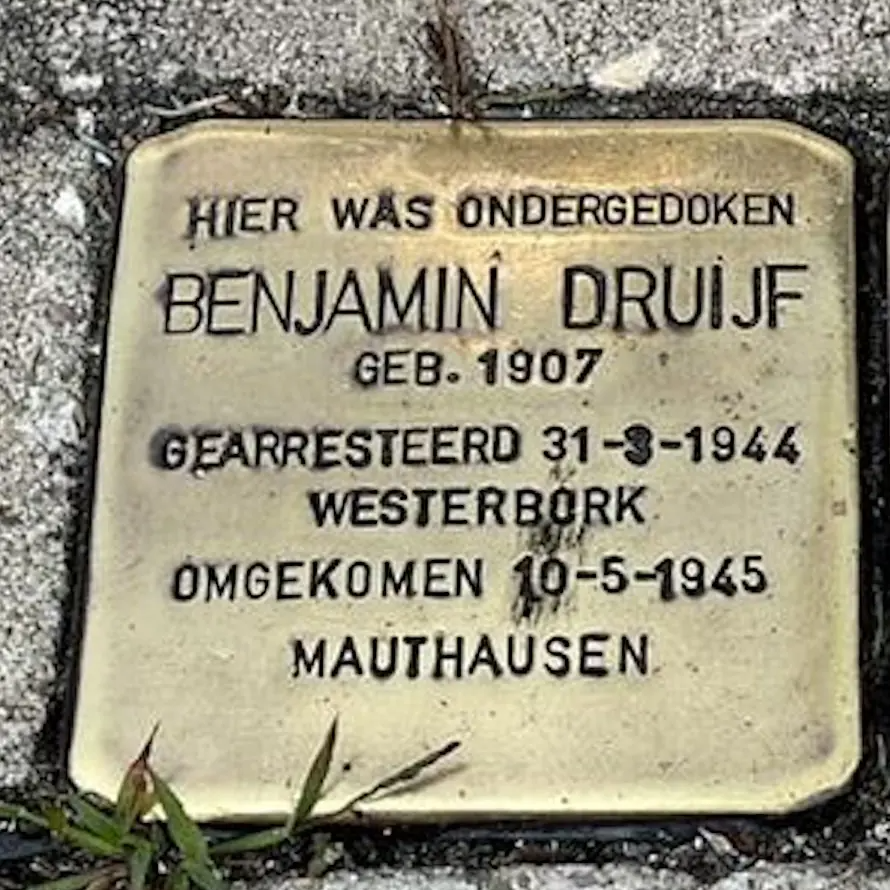 HIER WAS ONDERGEDOKEN
BENJAMIN DRUIJF
GEB. 1907
GEARRESTEERD 31-3-1944
WESTERBORK
OMGEKOMEN 10-5-1945
MAUTHAUSEN